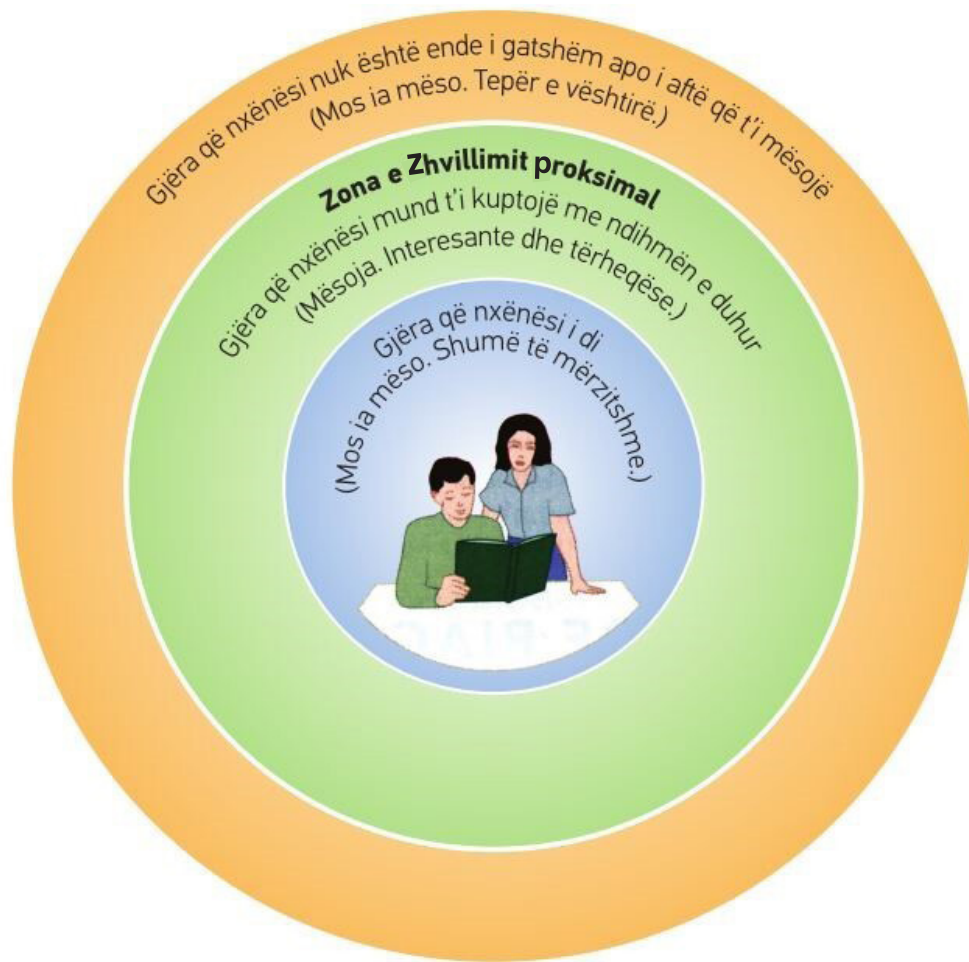 Gjëra që nxënësi nuk është ende i gatshëm apo i aftë që t'i mësojë
(Mos ia mëso. Tepër e vështirë.)
Zona e Zhvillimit proksimal
Gjëra që nxënësi mund t'i kuptojë me ndihmën e duhur
(Mësoja. Interesante dhe tërheqëse.)
Gjëra që nxënësi i di
(Mos ia mëso. Shumë të mërzitshme.)